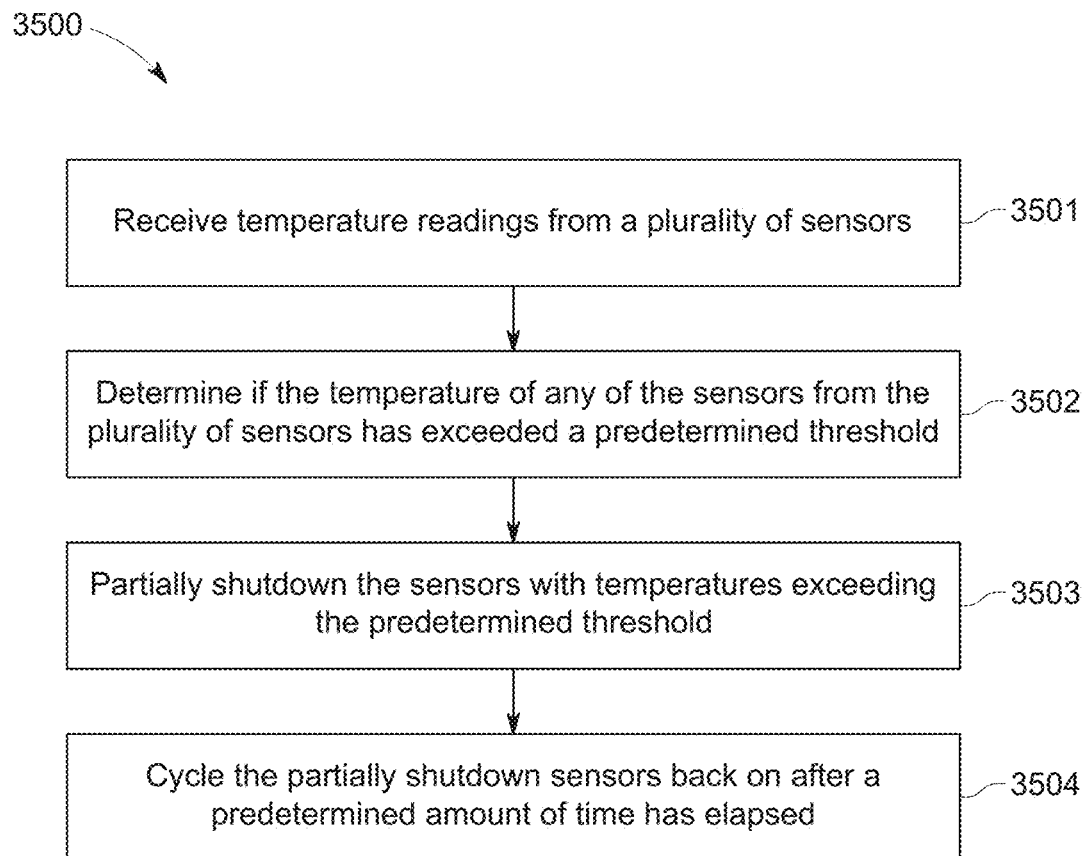 3500
Receive temperature readings from a plurality of sensors
3501
Determine if the temperature of any of the sensors from the
plurality of sensors has exceeded a predetermined threshold
3502
Partially shutdown the sensors with temperatures exceeding
the predetermined threshold
3503
Cycle the partially shutdown sensors back on after a
predetermined amount of time has elapsed
3504